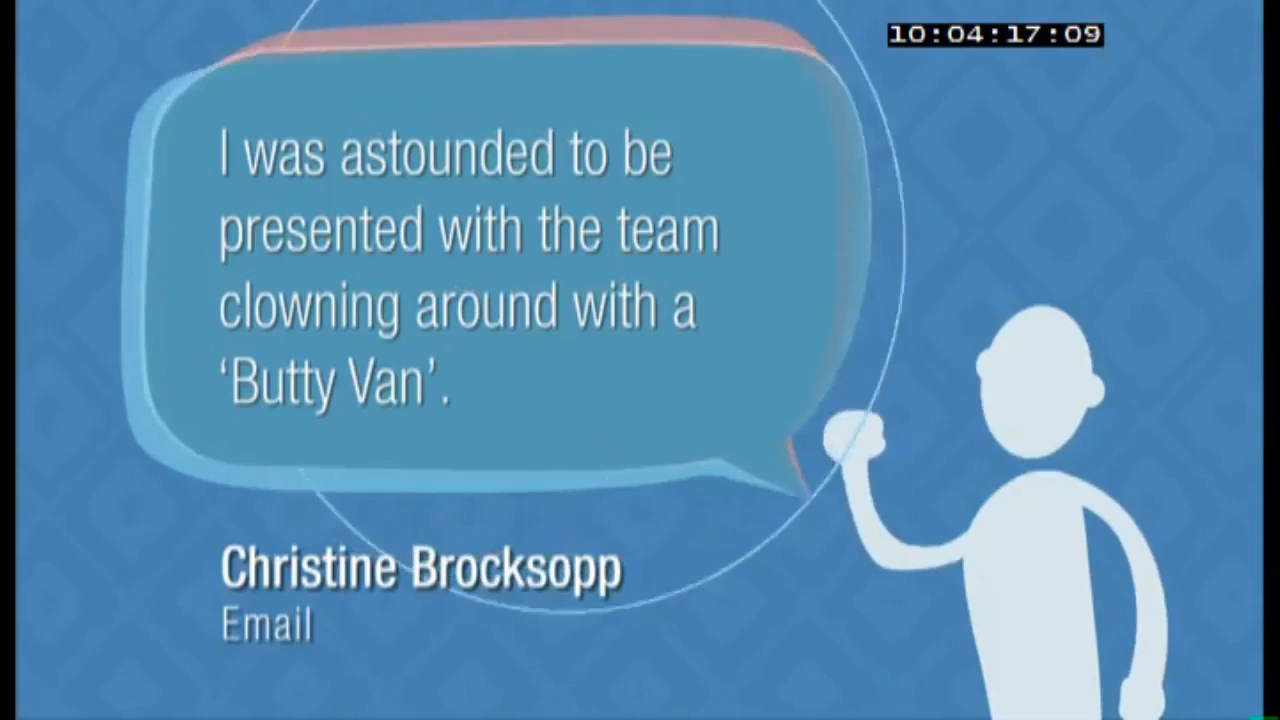 10:04:17:09
I was astounded to be
presented with the team
clowning around with a
‘Butty Van’.
Christine Brocksopp
Email